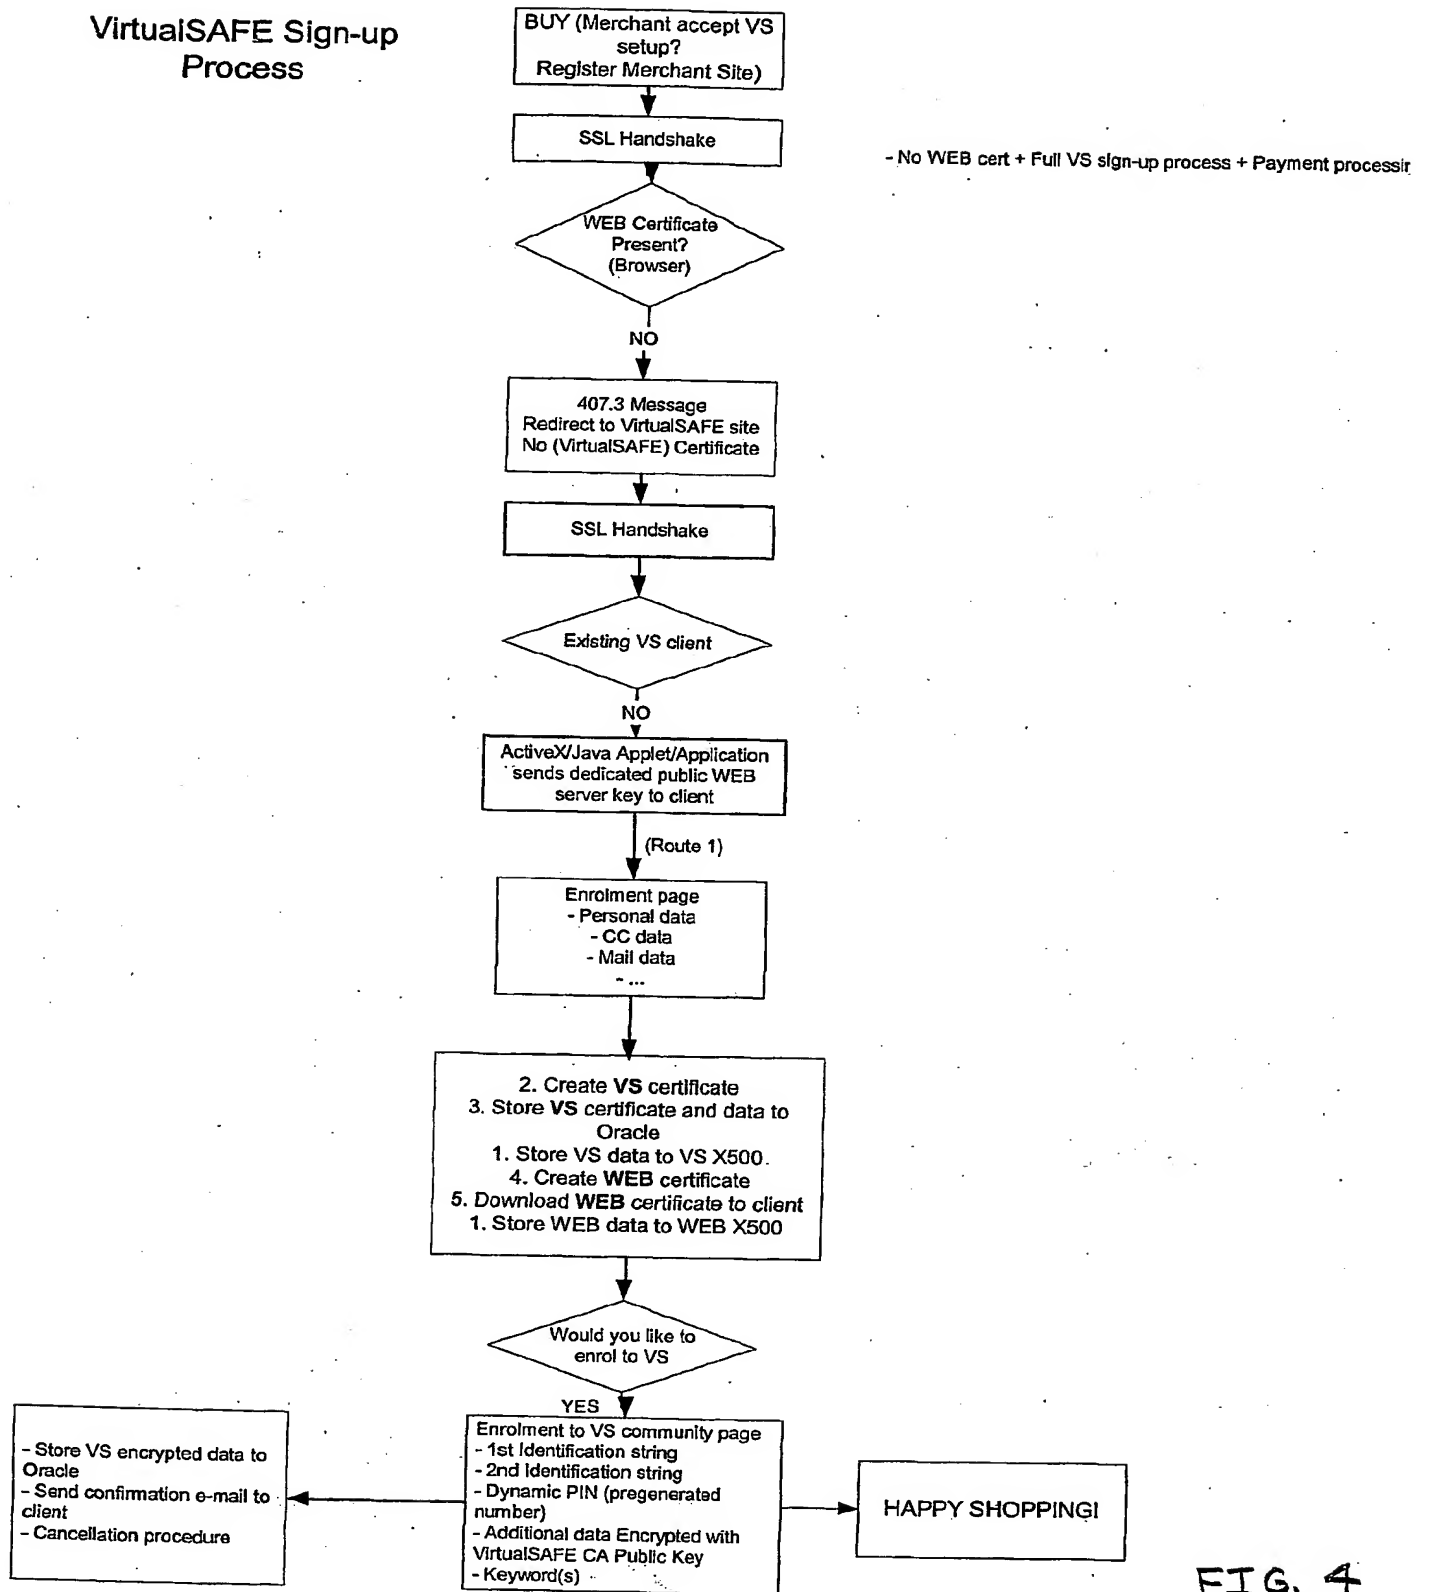 VirtualSAFE Sign-up
Process
BUY (Merchant accept VS
setup?
Register Merchant Site)
SSL Handshake
- No WEB cert + Full VS sign-up process + Payment processir
WEB Certificate
Present?
(Browser)
NO
407.3 Message
Redirect to VirtualSAFE site
No (VirtualSAFE) Certificate
SSL Handshake
Existing VS client
NO
ActiveX/Java Applet/Application
sends dedicated public WEB
server key to client
(Route 1)
Enrolment page
- Personal data
- CC data
- Mail data
- ...
2. Create VS certificate
3. Store VS certificate and data to
Oracle
1. Store VS data to VS X500.
4. Create WEB certificate
5. Download WEB certificate to client
1. Store WEB data to WEB X500
Would you like to
enrol to VS
YES
- Store VS encrypted data to
Oracle
- Send confirmation e-mail to
client
- Cancellation procedure
Enrolment to VS community page
- 1st Identification string
- 2nd Identification string
- Dynamic PIN (pregenerated
number)
- Additional data Encrypted with
VirtualSAFE CA Public Key
- Keyword(s)
HAPPY SHOPPING!
FIG. 4